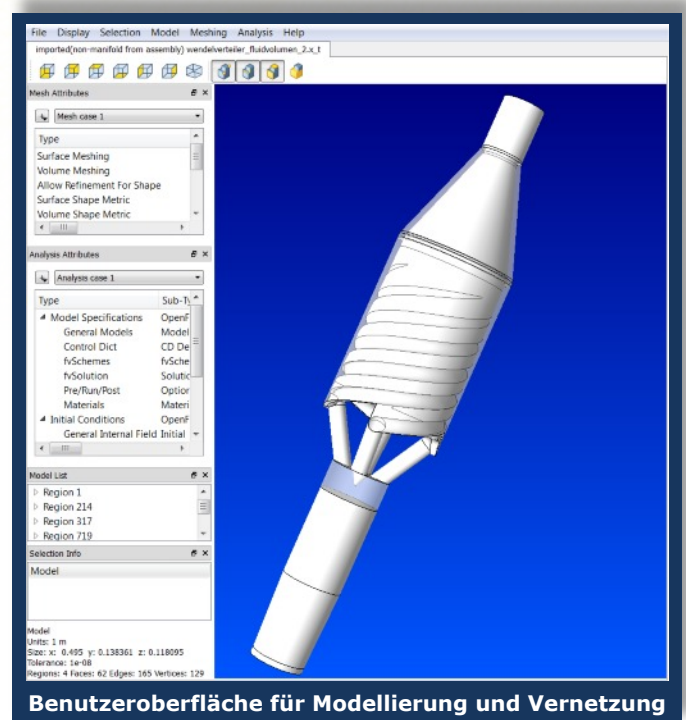 File Display Selection Model Meshing Analysis Help
imported(non-manifold from assembly) wendelverteiler_fluidvolumen_2.x_t
Mesh Attributes
Mesh case 1
Type
Surface Meshing
Volume Meshing
Allow Refinement For Shape
Surface Shape Metric
Volume Shape Metric
Analysis Attributes
Analysis case 1
Type Sub-Ty
Model Specifications OpenF
General Models Model
Control Dict CD De
fvSchemes fvSche
fvSolution Solutic
Pre/Run/Post Option
Materials Materi
Initial Conditions OpenF
General Internal Field Initial
Model List
Region 1
Region 214
Region 317
Region 719
Selection Info
Model
Model
Units: 1 m
Size: x: 0.495 y: 0.138361 z: 0.118095
Tolerance: 1e-08
Regions: 4 Faces: 62 Edges: 165 Vertices: 129
Benutzeroberfläche für Modellierung und Vernetzung